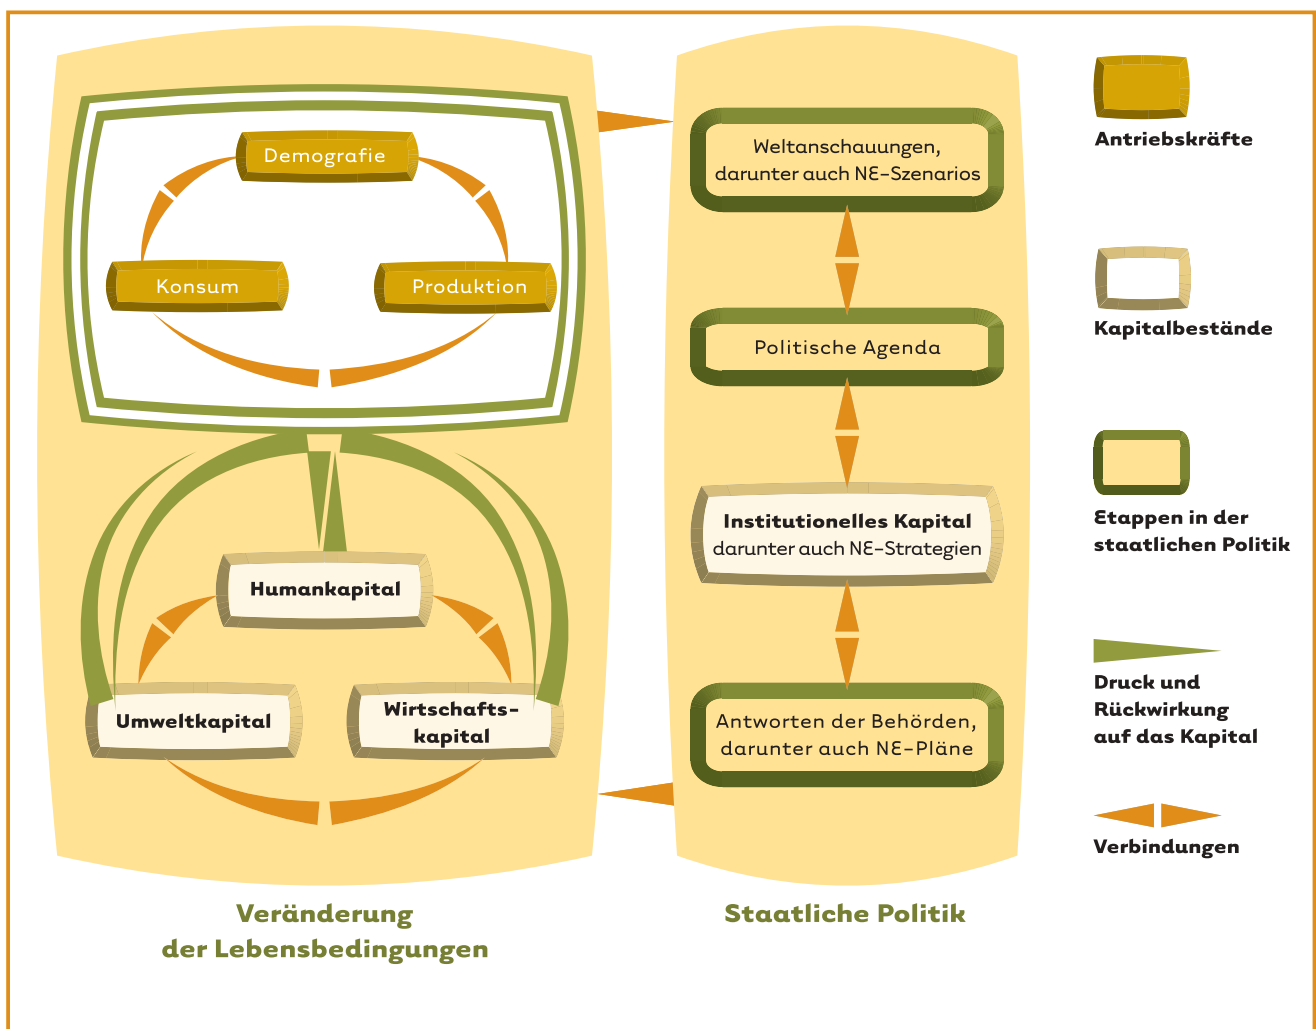 Demografie
Konsum
Produktion
Humankapital
Umweltkapital
Wirtschafts-
kapital
Veränderung
der Lebensbedingungen
Weltanschauungen,
darunter auch NE-Szenarios
Politische Agenda
Institutionelles Kapital
darunter auch NE-Strategien
Antworten der Behörden,
darunter auch NE-Pläne
Staatliche Politik
Antriebskräfte
Kapitalbestände
Etappen in der
staatlichen Politik
Druck und
Rückwirkung
auf das Kapital
Verbindungen